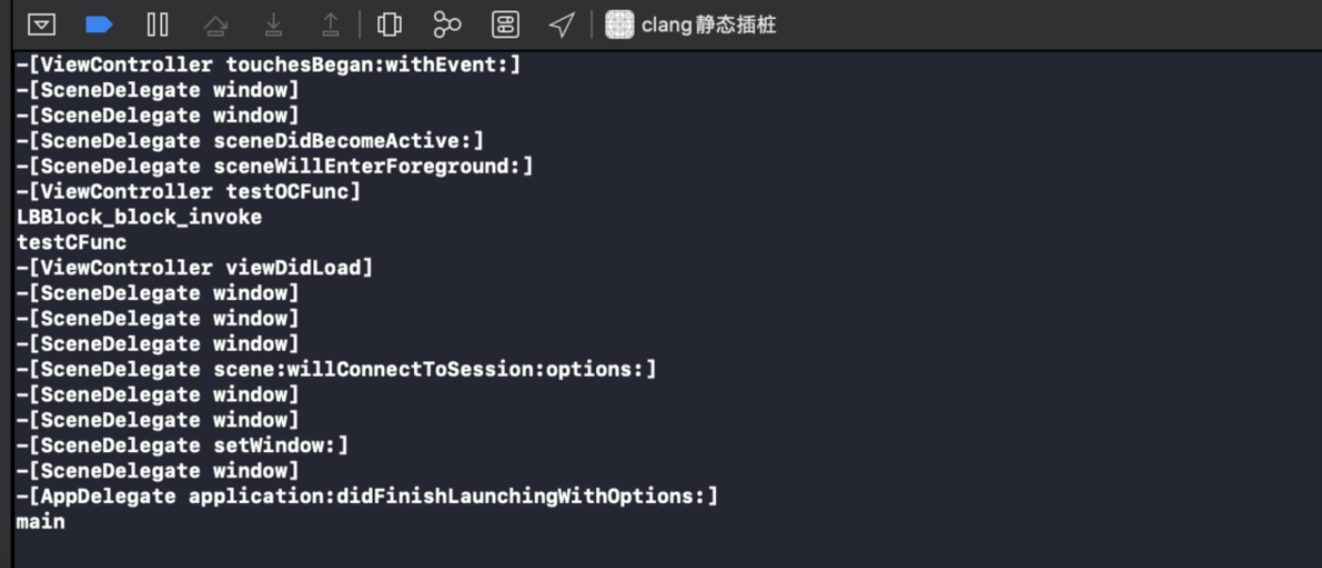 clang静态插桩
-[ViewController touchesBegan:withEvent:]
-[SceneDelegate window]
-[SceneDelegate window]
-[SceneDelegate sceneDidBecomeActive:]
-[SceneDelegate sceneWillEnterForeground:]
-[ViewController testOCFunc]
LBBlock_block_invoke
testCFunc
-[ViewController viewDidLoad]
-[SceneDelegate window]
-[SceneDelegate window]
-[SceneDelegate window]
-[SceneDelegate scene:willConnectToSession:options:]
-[SceneDelegate window]
-[SceneDelegate window]
-[SceneDelegate setWindow:]
-[SceneDelegate window]
-[AppDelegate application:didFinishLaunchingWithOptions:]
main